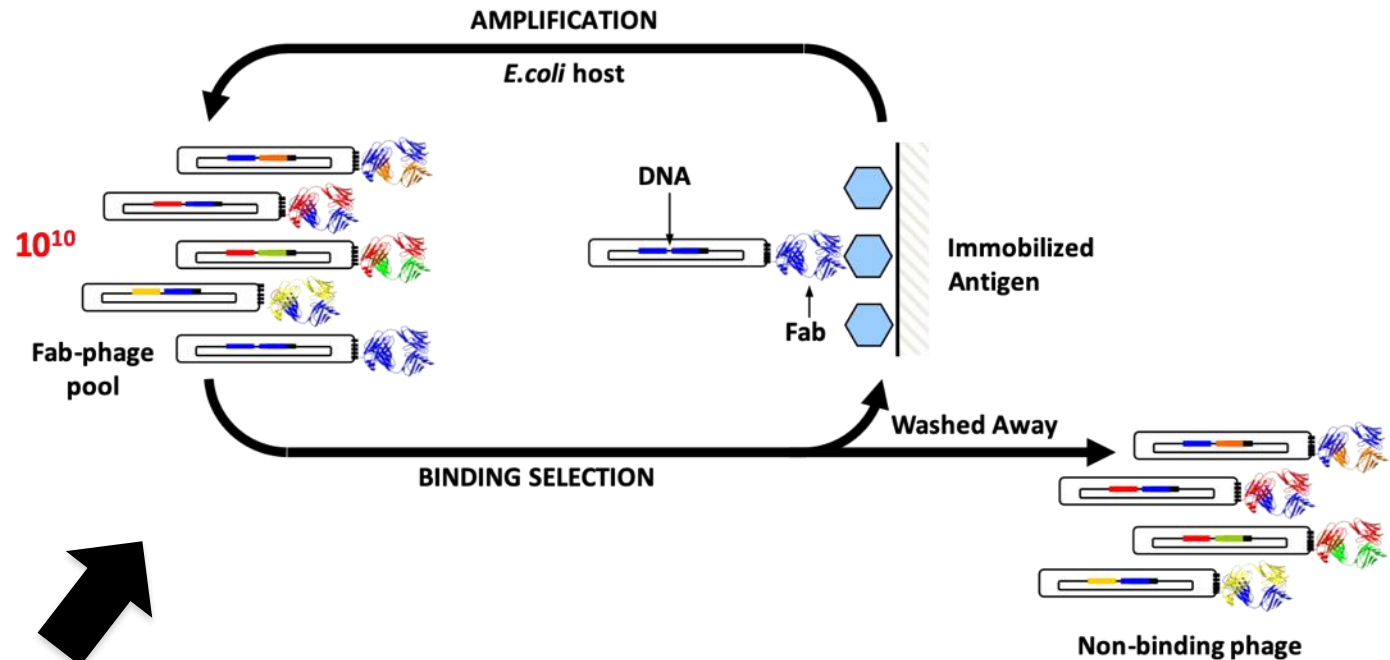 AMPLIFICATION
E.coli host
DNA
10¹⁰
Immobilized
Antigen
Fab
Fab-phage
pool
Washed Away
BINDING SELECTION
Non-binding phage